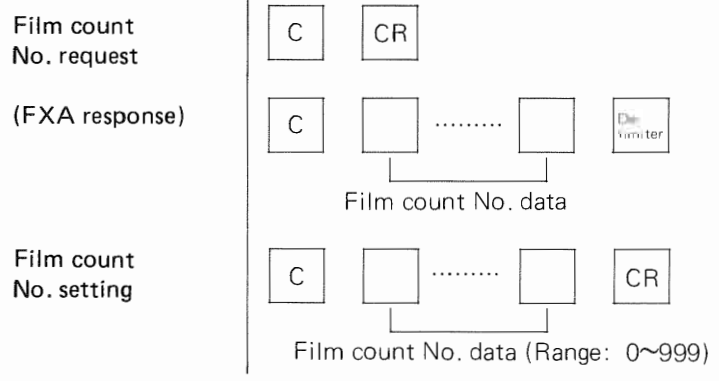 Film count
No. request
C CR
(FXA response)
C ......... limiter
Film count No. data
Film count
No. setting
C ......... CR
Film count No. data (Range: 0~999)